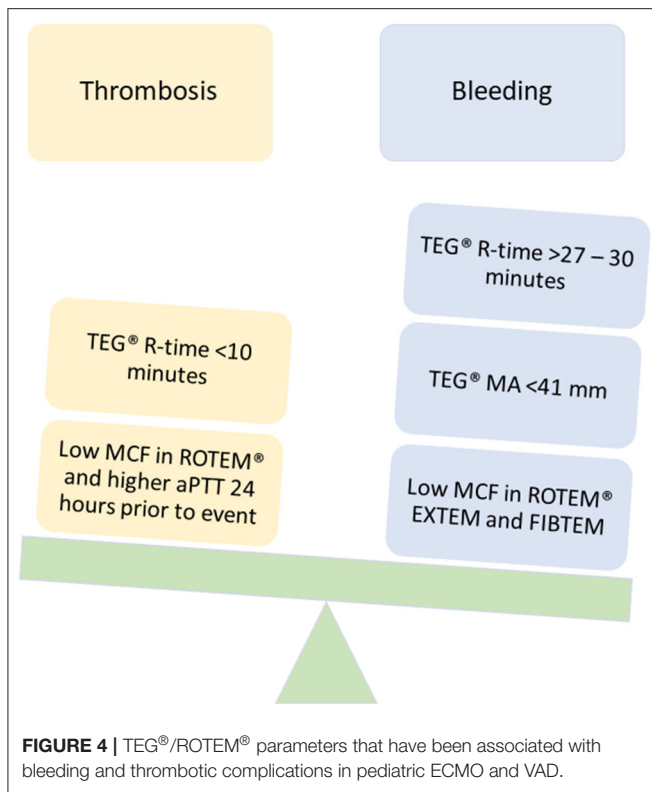 Thrombosis
Bleeding
TEG® R-time >27 – 30
minutes
TEG® R-time <10
minutes
TEG® MA <41 mm
Low MCF in ROTEM®
and higher aPTT 24
hours prior to event
Low MCF in ROTEM®
EXTEM and FIBTEM
FIGURE 4 | TEG®/ROTEM® parameters that have been associated with
bleeding and thrombotic complications in pediatric ECMO and VAD.